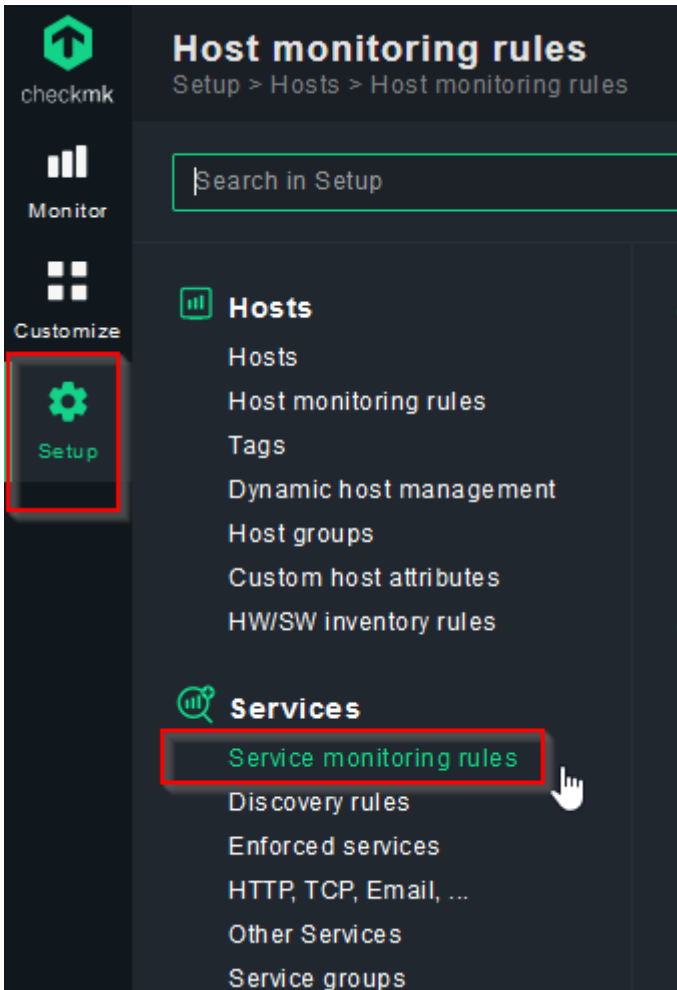 Host monitoring rules
Setup > Hosts > Host monitoring rules
checkmk
Monitor
Customize
Setup
Search in Setup
Hosts
Hosts
Host monitoring rules
Tags
Dynamic host management
Host groups
Custom host attributes
HW/SW inventory rules
Services
Service monitoring rules
Discovery rules
Enforced services
HTTP, TCP, Email, ...
Other Services
Service groups